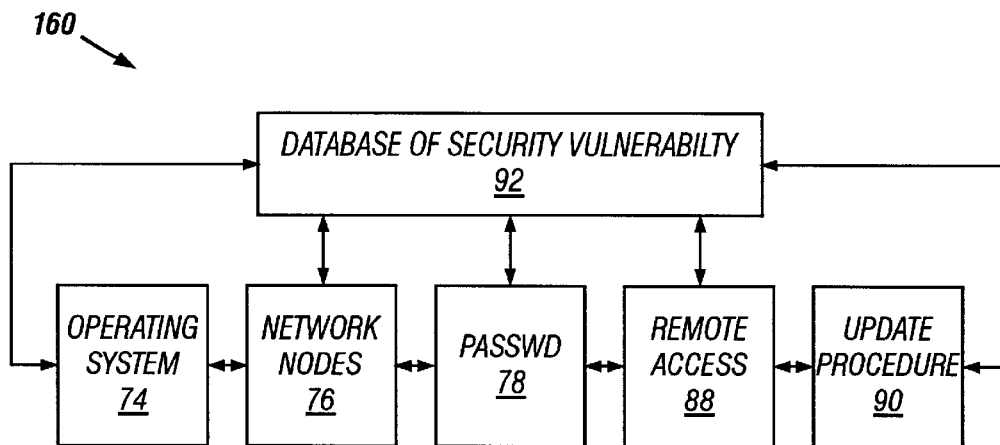 160
DATABASE OF SECURITY VULNERABILTY
92
OPERATING
SYSTEM
74
NETWORK
NODES
76
PASSWD
78
REMOTE
ACCESS
88
UPDATE
PROCEDURE
90